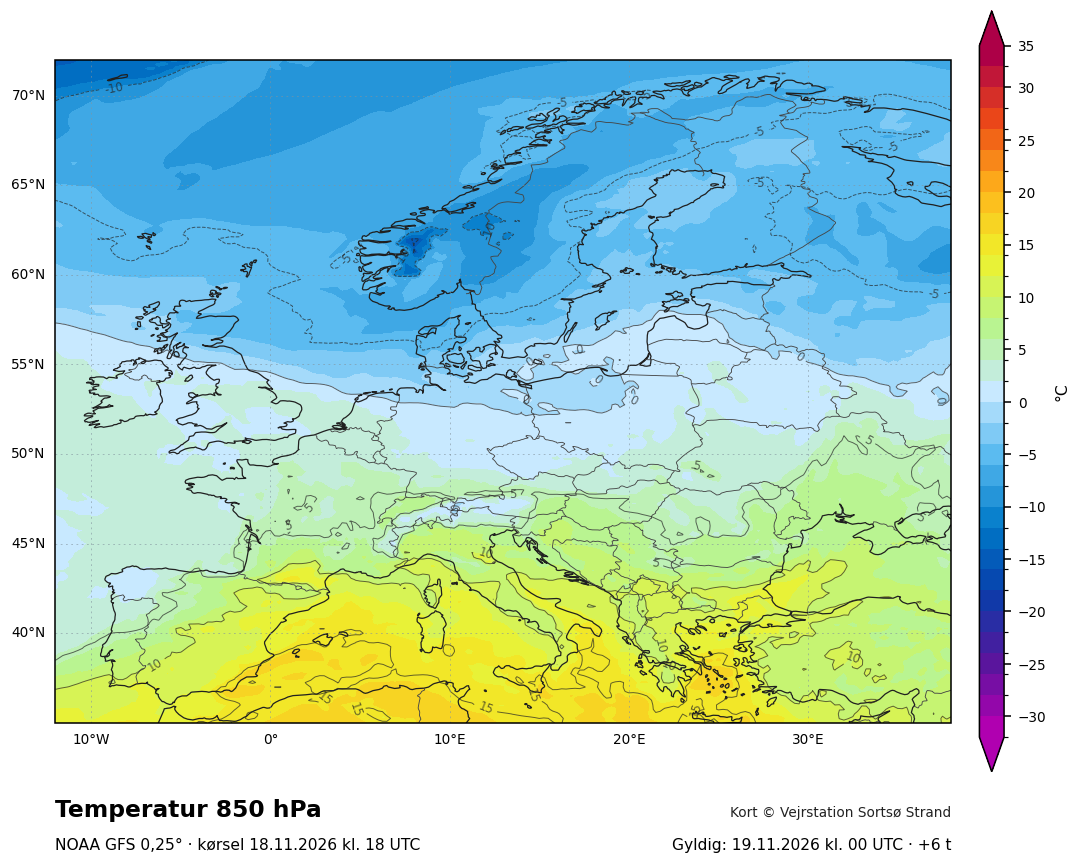 70°N
65°N
60°N
55°N
50°N
45°N
40°N
10°W
0°
10°E
20°E
30°E
35
30
25
20
15
10
5
0
−5
−10
−15
−20
−25
−30
°C
Temperatur 850 hPa
Kort © Vejrstation Sortsø Strand
NOAA GFS 0,25° · kørsel 18.11.2026 kl. 18 UTC
Gyldig: 19.11.2026 kl. 00 UTC · +6 t